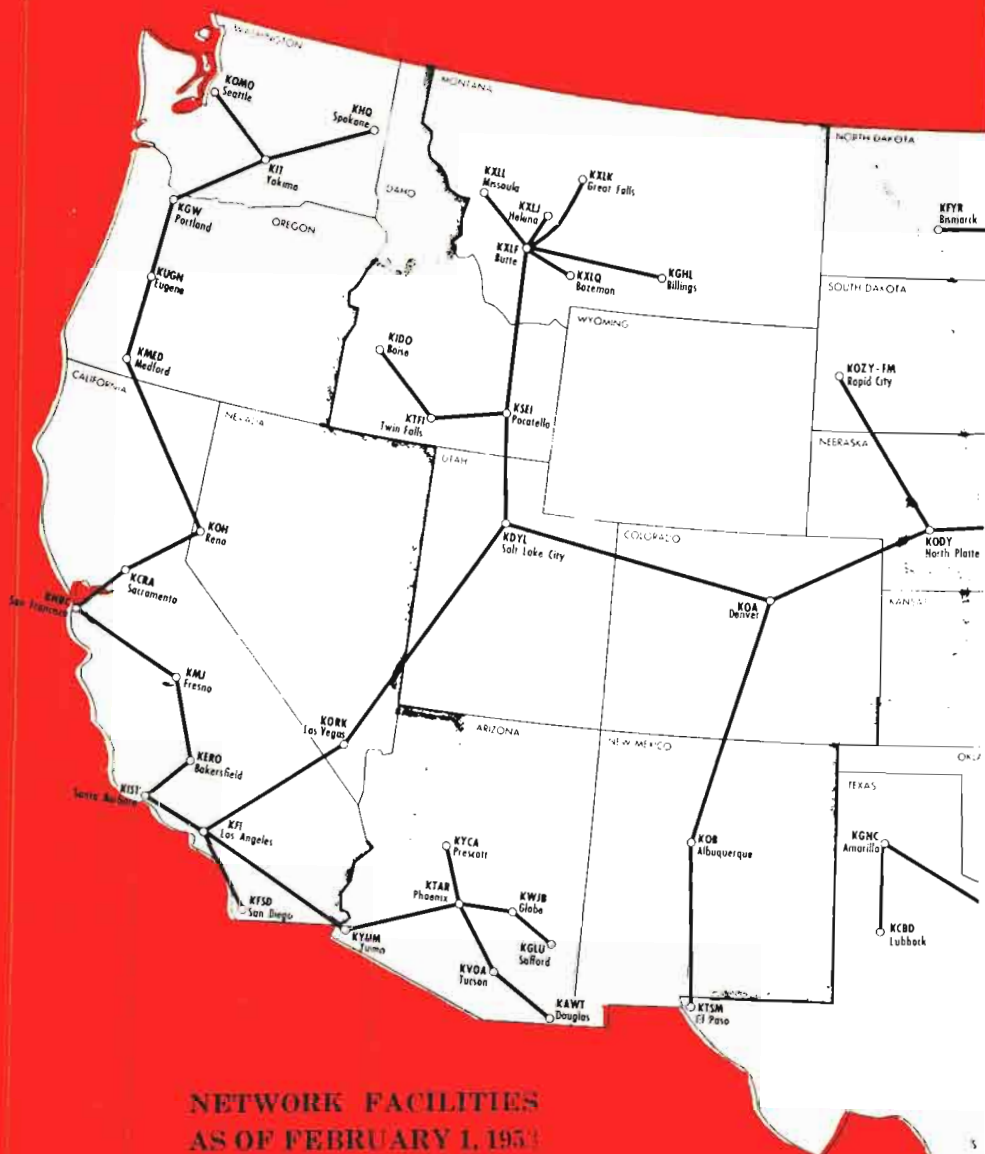 WASHINGTON
KOMO
Seattle
KHQ
Spokane
KIT
Yakima
KGW
Portland
OREGON
IDAHO
MONTANA
KXLL
Missoula
KXLJ
Helena
KXLK
Great Falls
KXLF
Butte
KXLQ
Bozeman
KGHL
Billings
NORTH DAKOTA
KFYR
Bismarck
SOUTH DAKOTA
KUGH
Eugene
KMED
Medford
CALIFORNIA
NEVADA
KIDO
Boise
KTFI
Twin Falls
KSEI
Pocatello
WYOMING
KOZY-FM
Rapid City
NEBRASKA
UTAH
KOH
Reno
KCRA
Sacramento
San Francisco
KDYL
Salt Lake City
COLORADO
KODY
North Platte
KANSAS
KOA
Denver
KMJ
Fresno
KORK
Las Vegas
KERO
Bakersfield
KIST
Santa Barbara
KFI
Los Angeles
KFSD
San Diego
ARIZONA
NEW MEXICO
TEXAS
KYCA
Prescott
KTAR
Phoenix
KWJB
Globe
KGLU
Safford
KYUM
Yuma
KVOA
Tucson
KAWT
Douglas
KOB
Albuquerque
KGNC
Amarillo
KCBD
Lubbock
KTSM
El Paso
NETWORK FACILITIES
AS OF FEBRUARY 1, 1953